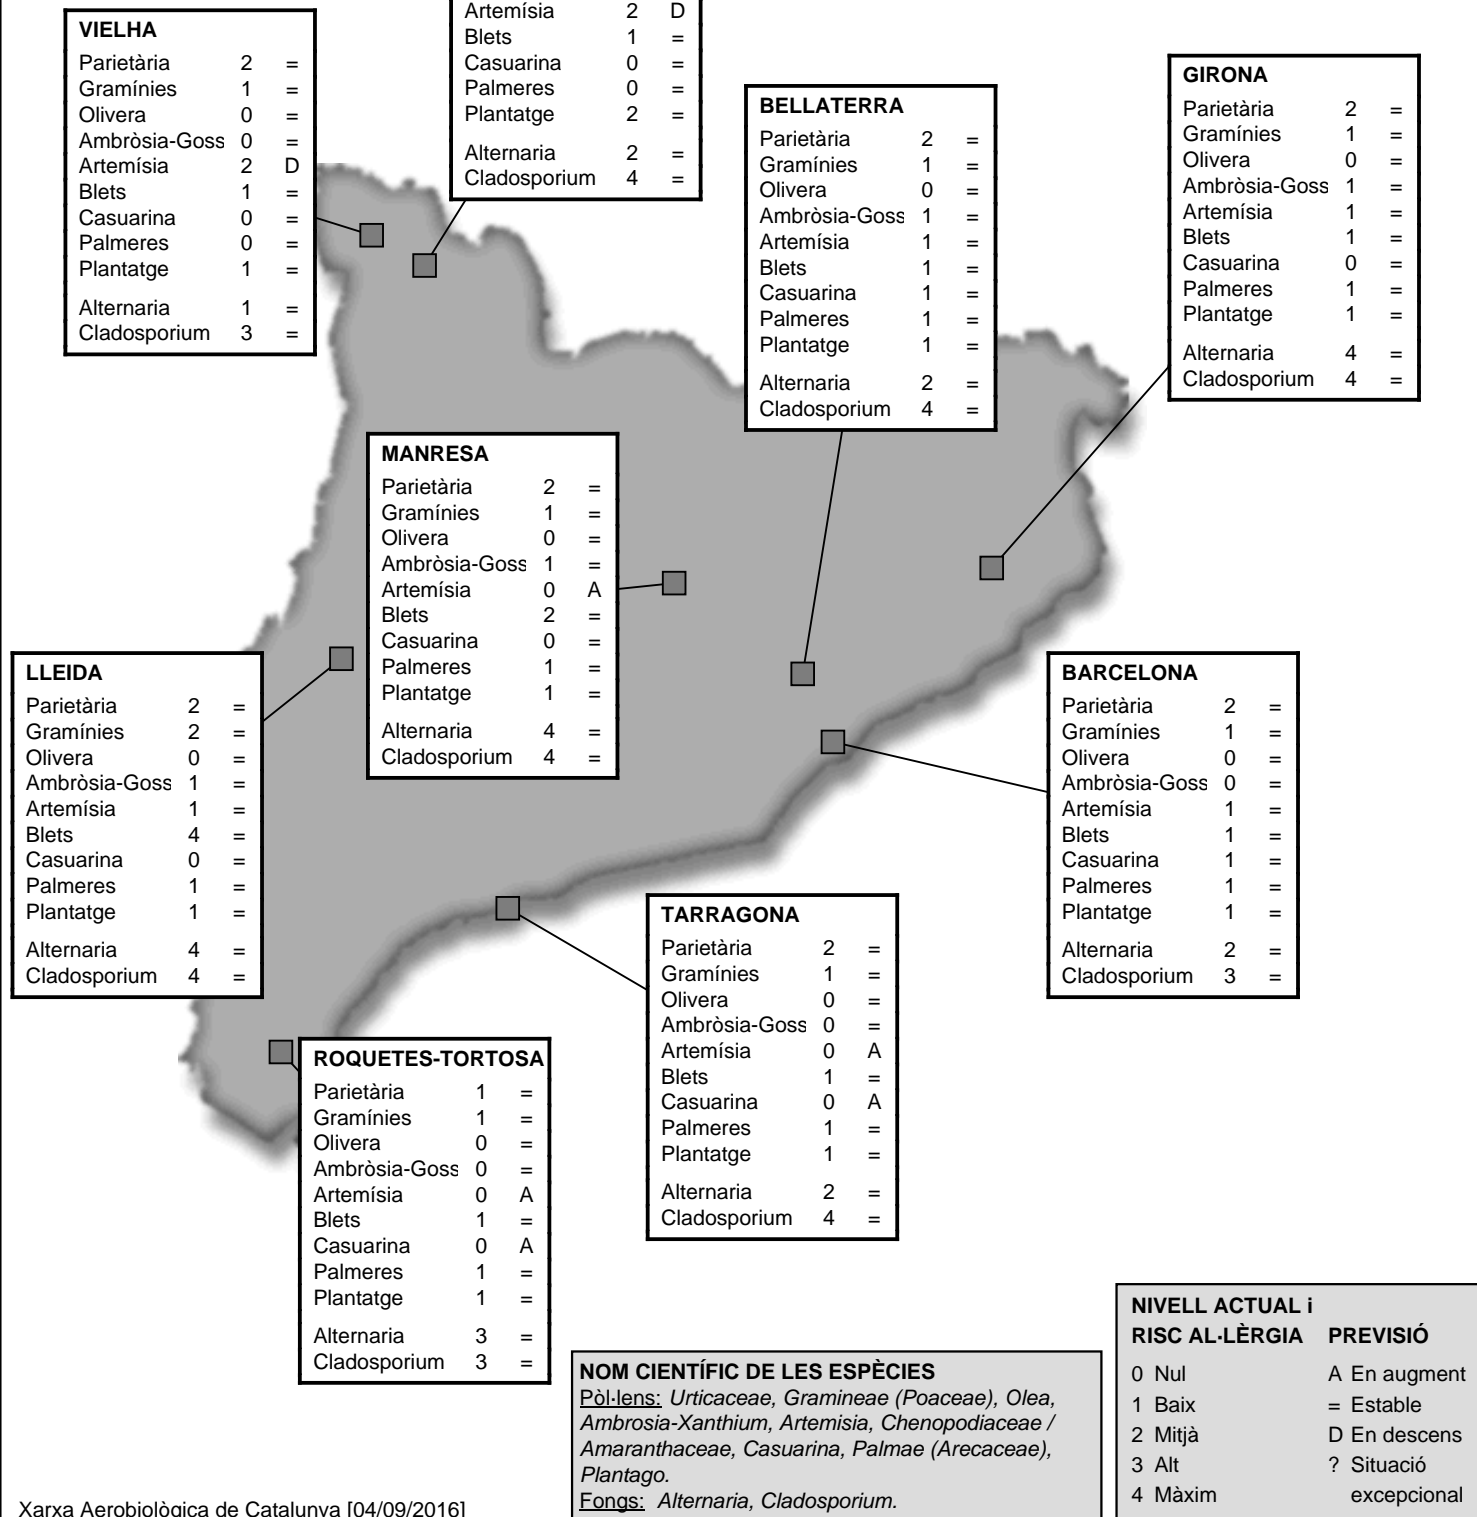 VIELHA
Parietària 2 =
Gramínies 1 =
Olivera 0 =
Ambròsia-Goss 0 =
Artemísia 2 D
Blets 1 =
Casuarina 0 =
Palmeres 0 =
Plantatge 1 =
Alternaria 1 =
Cladosporium 3 =
Artemísia 2 D
Blets 1 =
Casuarina 0 =
Palmeres 0 =
Plantatge 2 =
Alternaria 2 =
Cladosporium 4 =
BELLATERRA
Parietària 2 =
Gramínies 1 =
Olivera 0 =
Ambròsia-Goss 1 =
Artemísia 1 =
Blets 1 =
Casuarina 1 =
Palmeres 1 =
Plantatge 1 =
Alternaria 2 =
Cladosporium 4 =
GIRONA
Parietària 2 =
Gramínies 1 =
Olivera 0 =
Ambròsia-Goss 1 =
Artemísia 1 =
Blets 1 =
Casuarina 0 =
Palmeres 1 =
Plantatge 1 =
Alternaria 4 =
Cladosporium 4 =
MANRESA
Parietària 2 =
Gramínies 1 =
Olivera 0 =
Ambròsia-Goss 1 =
Artemísia 0 A
Blets 2 =
Casuarina 0 =
Palmeres 1 =
Plantatge 1 =
Alternaria 4 =
Cladosporium 4 =
LLEIDA
Parietària 2 =
Gramínies 2 =
Olivera 0 =
Ambròsia-Goss 1 =
Artemísia 1 =
Blets 4 =
Casuarina 0 =
Palmeres 1 =
Plantatge 1 =
Alternaria 4 =
Cladosporium 4 =
BARCELONA
Parietària 2 =
Gramínies 1 =
Olivera 0 =
Ambròsia-Goss 0 =
Artemísia 1 =
Blets 1 =
Casuarina 1 =
Palmeres 1 =
Plantatge 1 =
Alternaria 2 =
Cladosporium 3 =
TARRAGONA
Parietària 2 =
Gramínies 1 =
Olivera 0 =
Ambròsia-Goss 0 =
Artemísia 0 A
Blets 1 =
Casuarina 0 A
Palmeres 1 =
Plantatge 1 =
Alternaria 2 =
Cladosporium 4 =
ROQUETES-TORTOSA
Parietària 1 =
Gramínies 1 =
Olivera 0 =
Ambròsia-Goss 0 =
Artemísia 0 A
Blets 1 =
Casuarina 0 A
Palmeres 1 =
Plantatge 1 =
Alternaria 3 =
Cladosporium 3 =
NOM CIENTÍFIC DE LES ESPÈCIES
Pòl·lens: Urticaceae, Gramineae (Poaceae), Olea,
Ambrosia-Xanthium, Artemisia, Chenopodiaceae /
Amaranthaceae, Casuarina, Palmae (Arecaceae),
Plantago.
Fongs: Alternaria, Cladosporium.
NIVELL ACTUAL i
RISC AL·LÈRGIA PREVISIÓ
0 Nul A En augment
1 Baix = Estable
2 Mitjà D En descens
3 Alt ? Situació
4 Màxim excepcional
Xarxa Aerobiològica de Catalunya [04/09/2016]